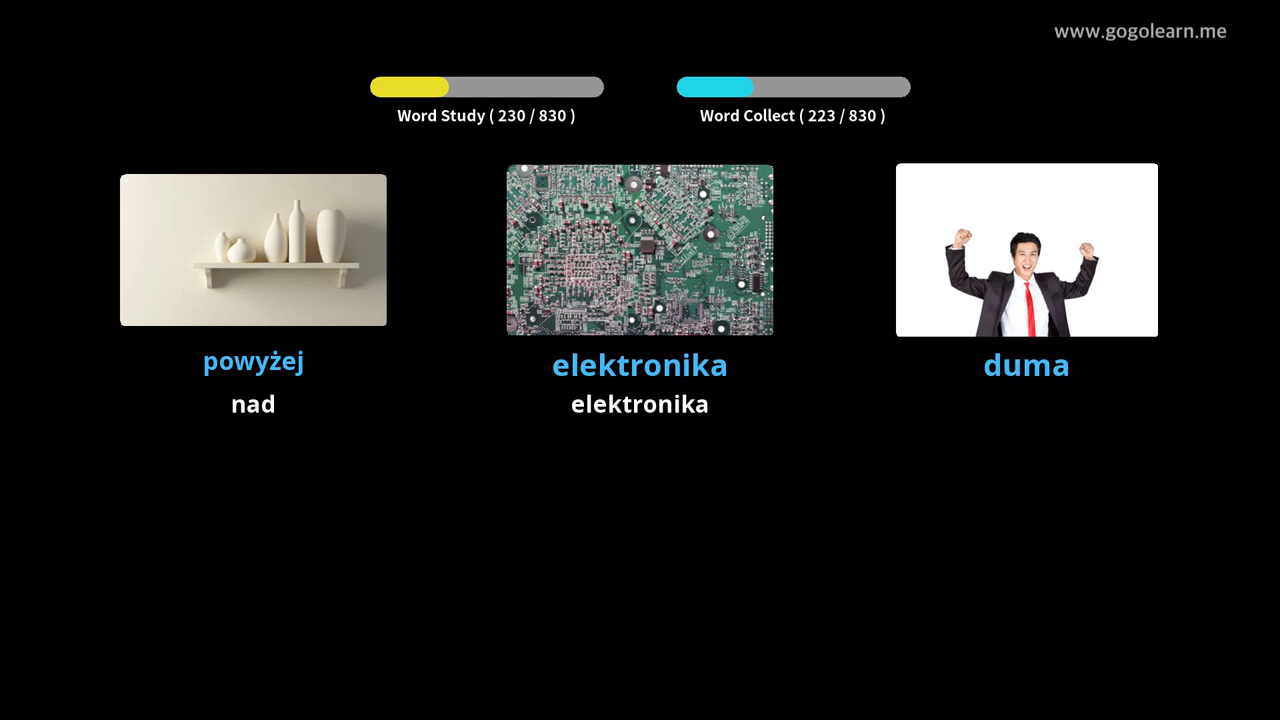 www.gogolearn.me
Word Study ( 230 / 830 )
Word Collect ( 223 / 830 )
powyżej
nad
elektronika
elektronika
duma